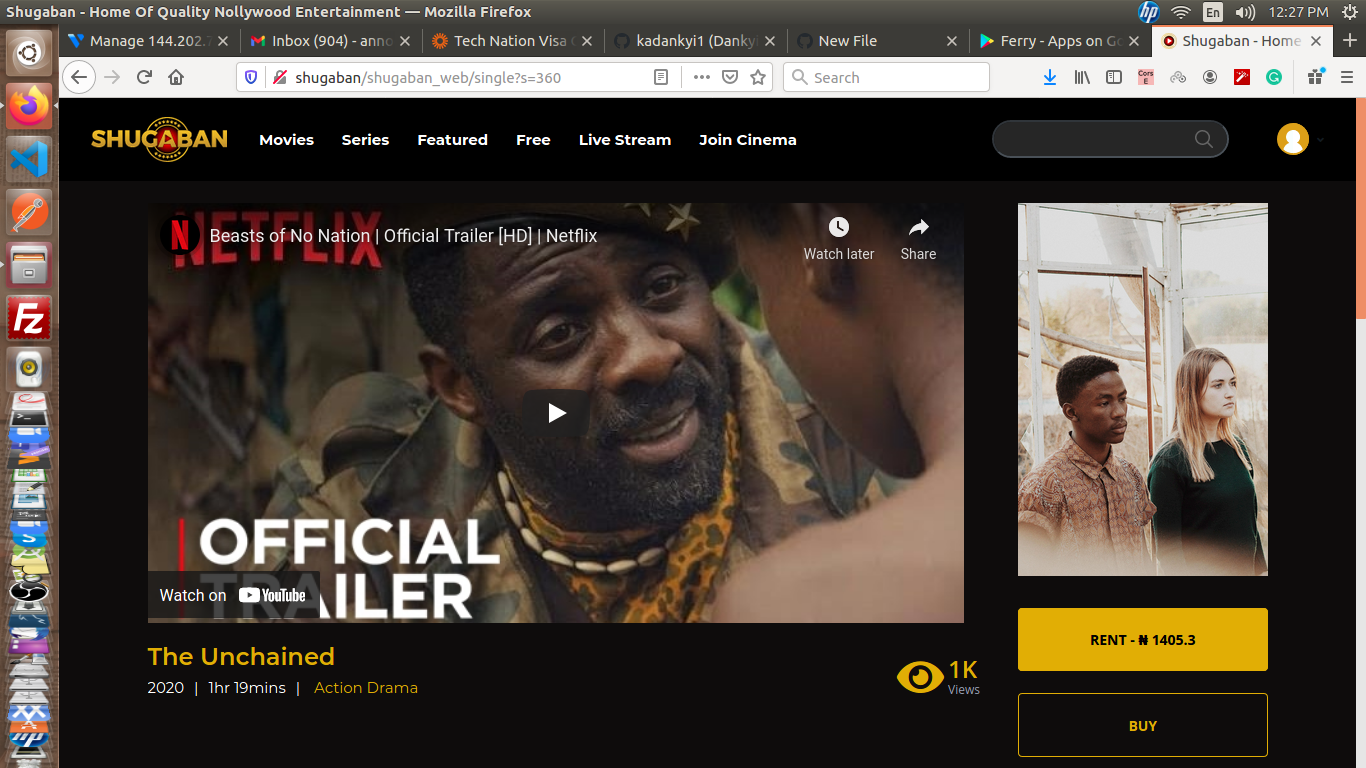 Shugaban - Home Of Quality Nollywood Entertainment — Mozilla Firefox
En
12:27 PM
Manage 144.202.7
Inbox (904) - anno
Tech Nation Visa
kadankyi1 (Danky
New File
Ferry - Apps on Go
Shugaban - Home
shugaban/shugaban_web/single?s=360
Search
SHUGABAN
Movies
Series
Featured
Free
Live Stream
Join Cinema
NETFLIX
Beasts of No Nation | Official Trailer [HD] | Netflix
Watch later
Share
OFFICIAL
TRAILER
Watch on YouTube
The Unchained
2020 | 1hr 19mins | Action Drama
1K
Views
RENT - ₦ 1405.3
BUY